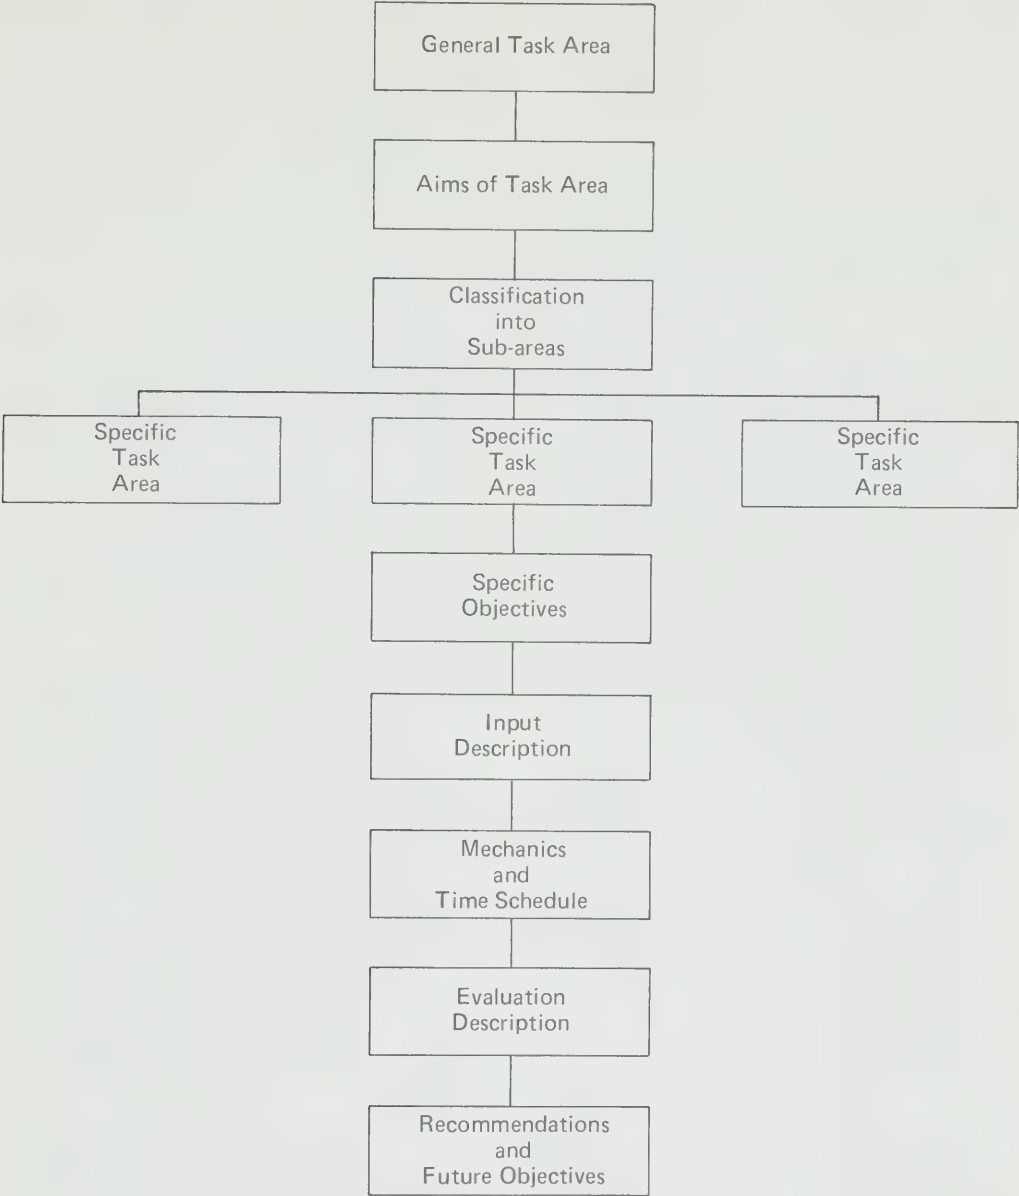 General Task Area
Aims of Task Area
Classification
into
Sub-areas
Specific
Task
Area
Specific
Task
Area
Specific
Task
Area
Specific
Objectives
Input
Description
Mechanics
and
Time Schedule
Evaluation
Description
Recommendations
and
Future Objectives